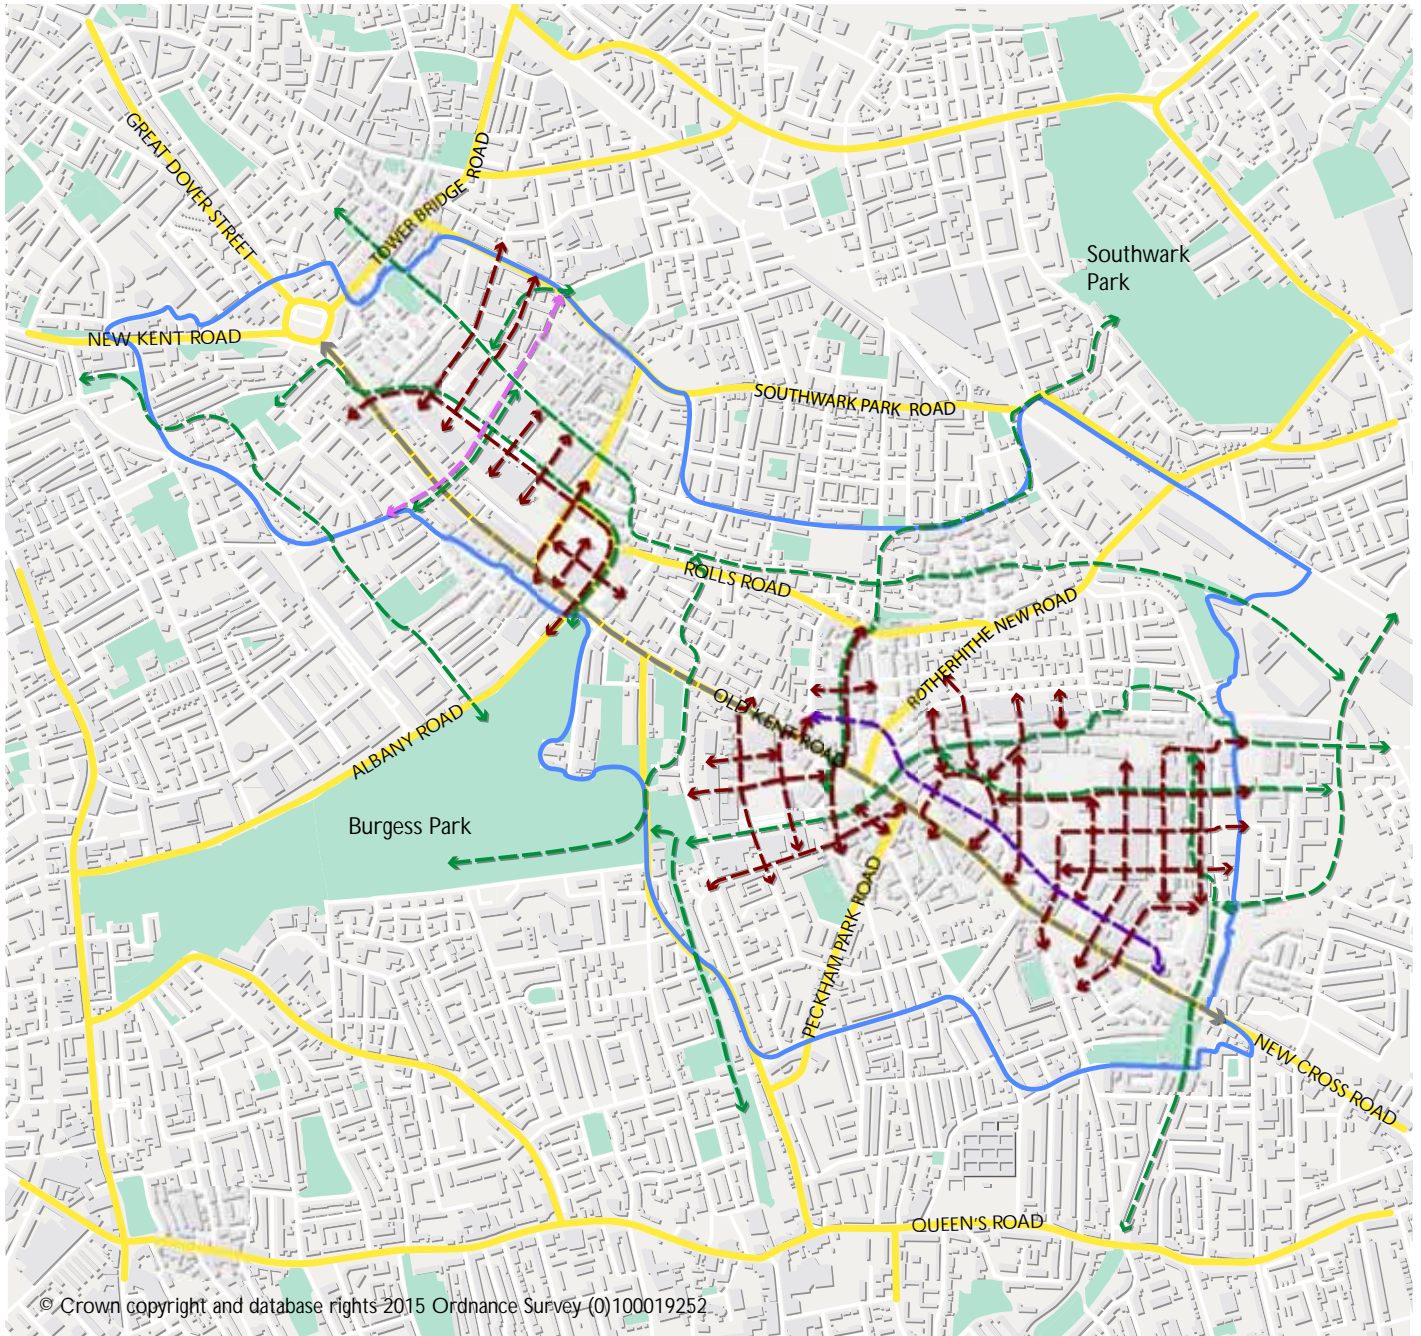 GREAT DOVER STREET
TOWER BRIDGE ROAD
Southwark
Park
NEW KENT ROAD
SOUTHWARK PARK ROAD
ROLLS ROAD
ROTHERHITHE NEW ROAD
OLD KENT ROAD
ALBANY ROAD
Burgess Park
PECKHAM PARK ROAD
NEW CROSS ROAD
QUEEN'S ROAD
© Crown copyright and database rights 2015 Ordnance Survey (0)100019252